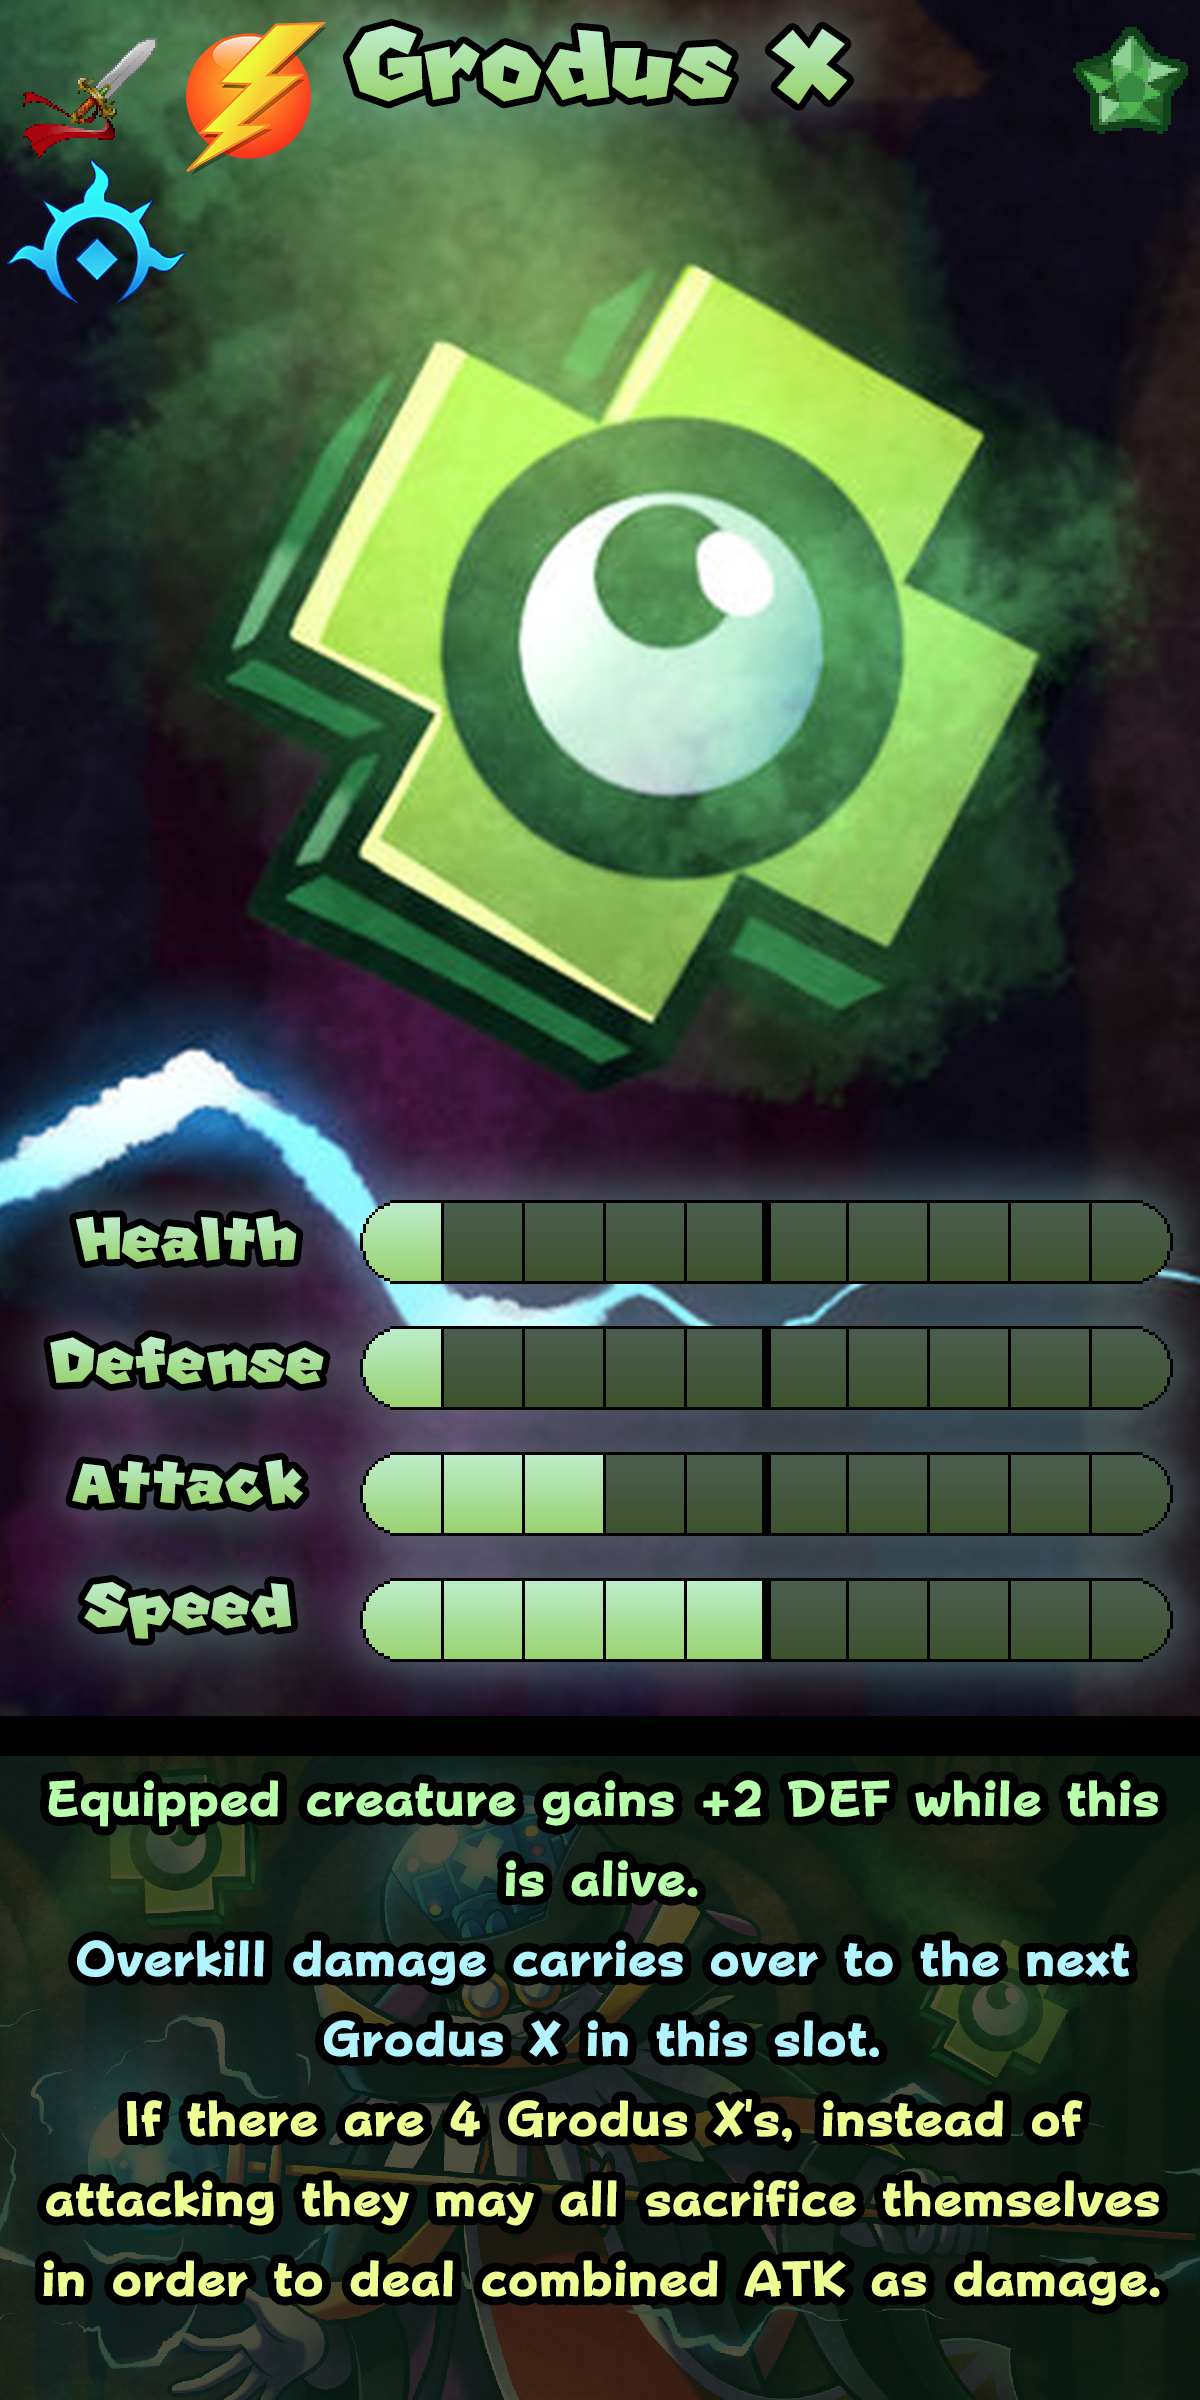 Grodus X
Health
Defense
Attack
Speed
Equipped creature gains +2 DEF while this
is alive.
Overkill damage carries over to the next
Grodus X in this slot.
If there are 4 Grodus X's, instead of
attacking they may all sacrifice themselves
in order to deal combined ATK as damage.